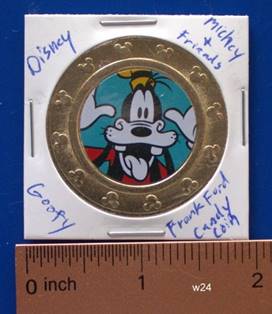 Disney
Mickey
+
Friends
Goofy
Frank Ford
Candy
Coin
0 inch 1 2
w24